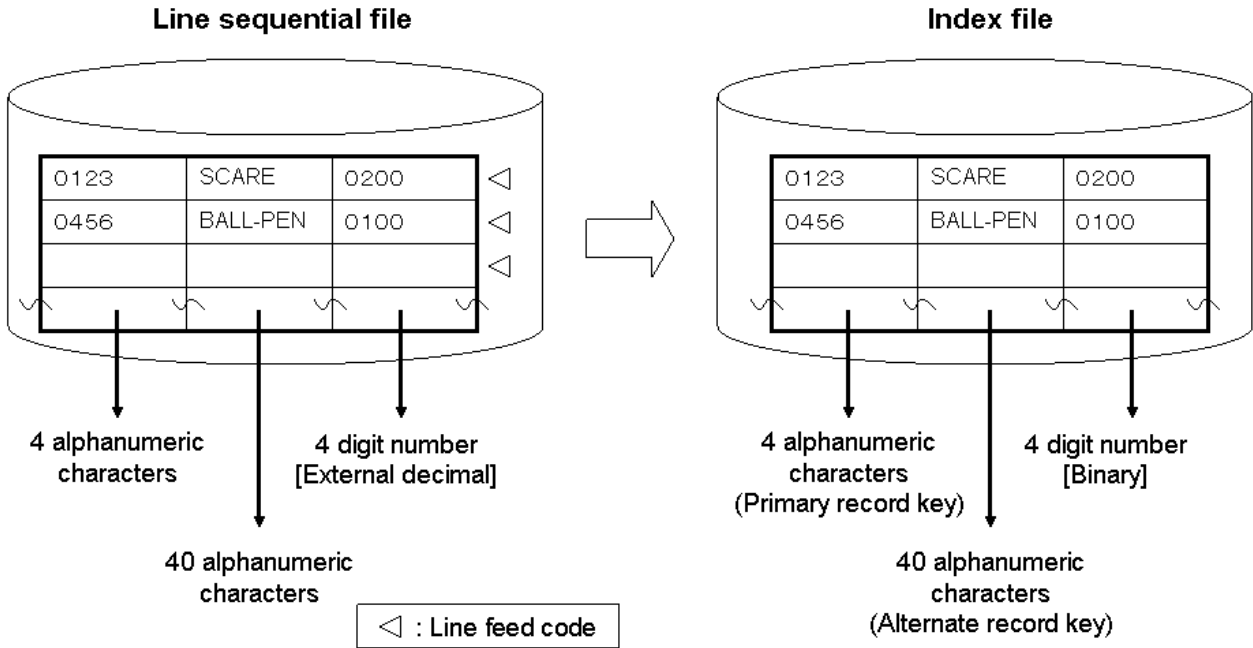 Line sequential file
0123 SCARE 0200
0456 BALL-PEN 0100
4 alphanumeric
characters
4 digit number
[External decimal]
40 alphanumeric
characters
: Line feed code
Index file
0123 SCARE 0200
0456 BALL-PEN 0100
4 alphanumeric
characters
(Primary record key)
4 digit number
[Binary]
40 alphanumeric
characters
(Alternate record key)